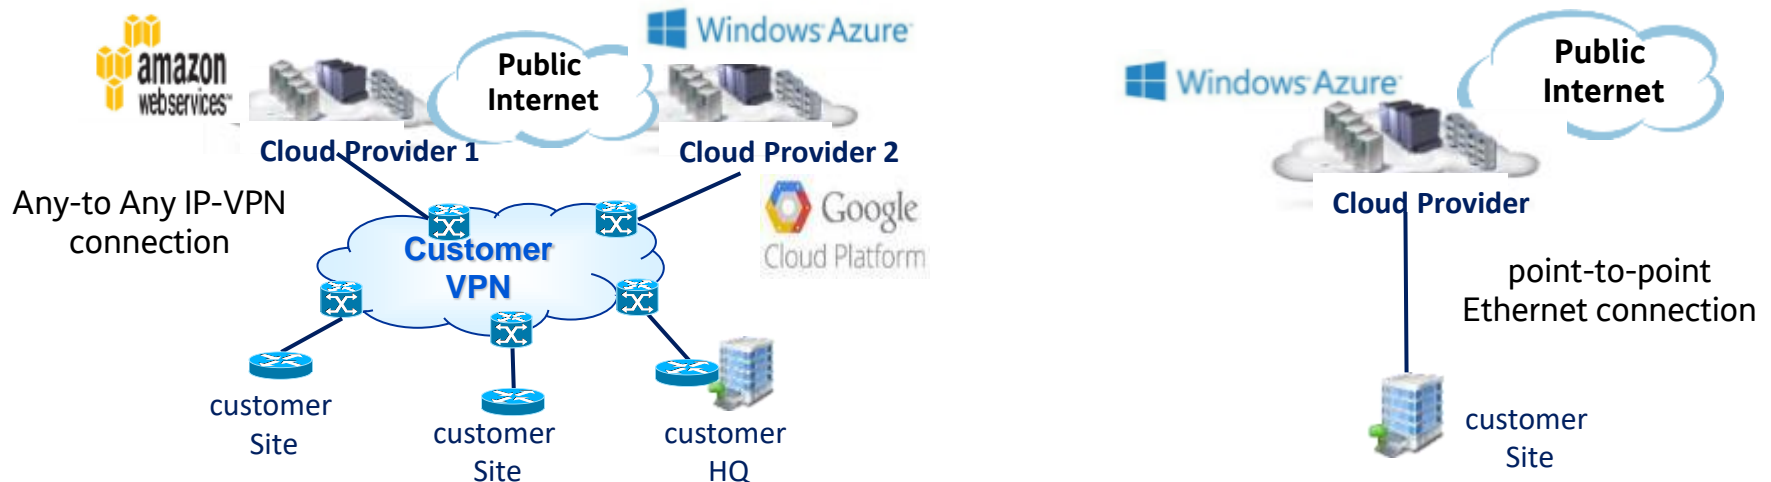 amazon
webservices™
Public
Internet
Windows Azure
Cloud Provider 1
Cloud Provider 2
Any-to Any IP-VPN
connection
Google
Cloud Platform
Customer
VPN
customer
Site
customer
Site
customer
HQ
Windows Azure
Public
Internet
Cloud Provider
point-to-point
Ethernet connection
customer
Site